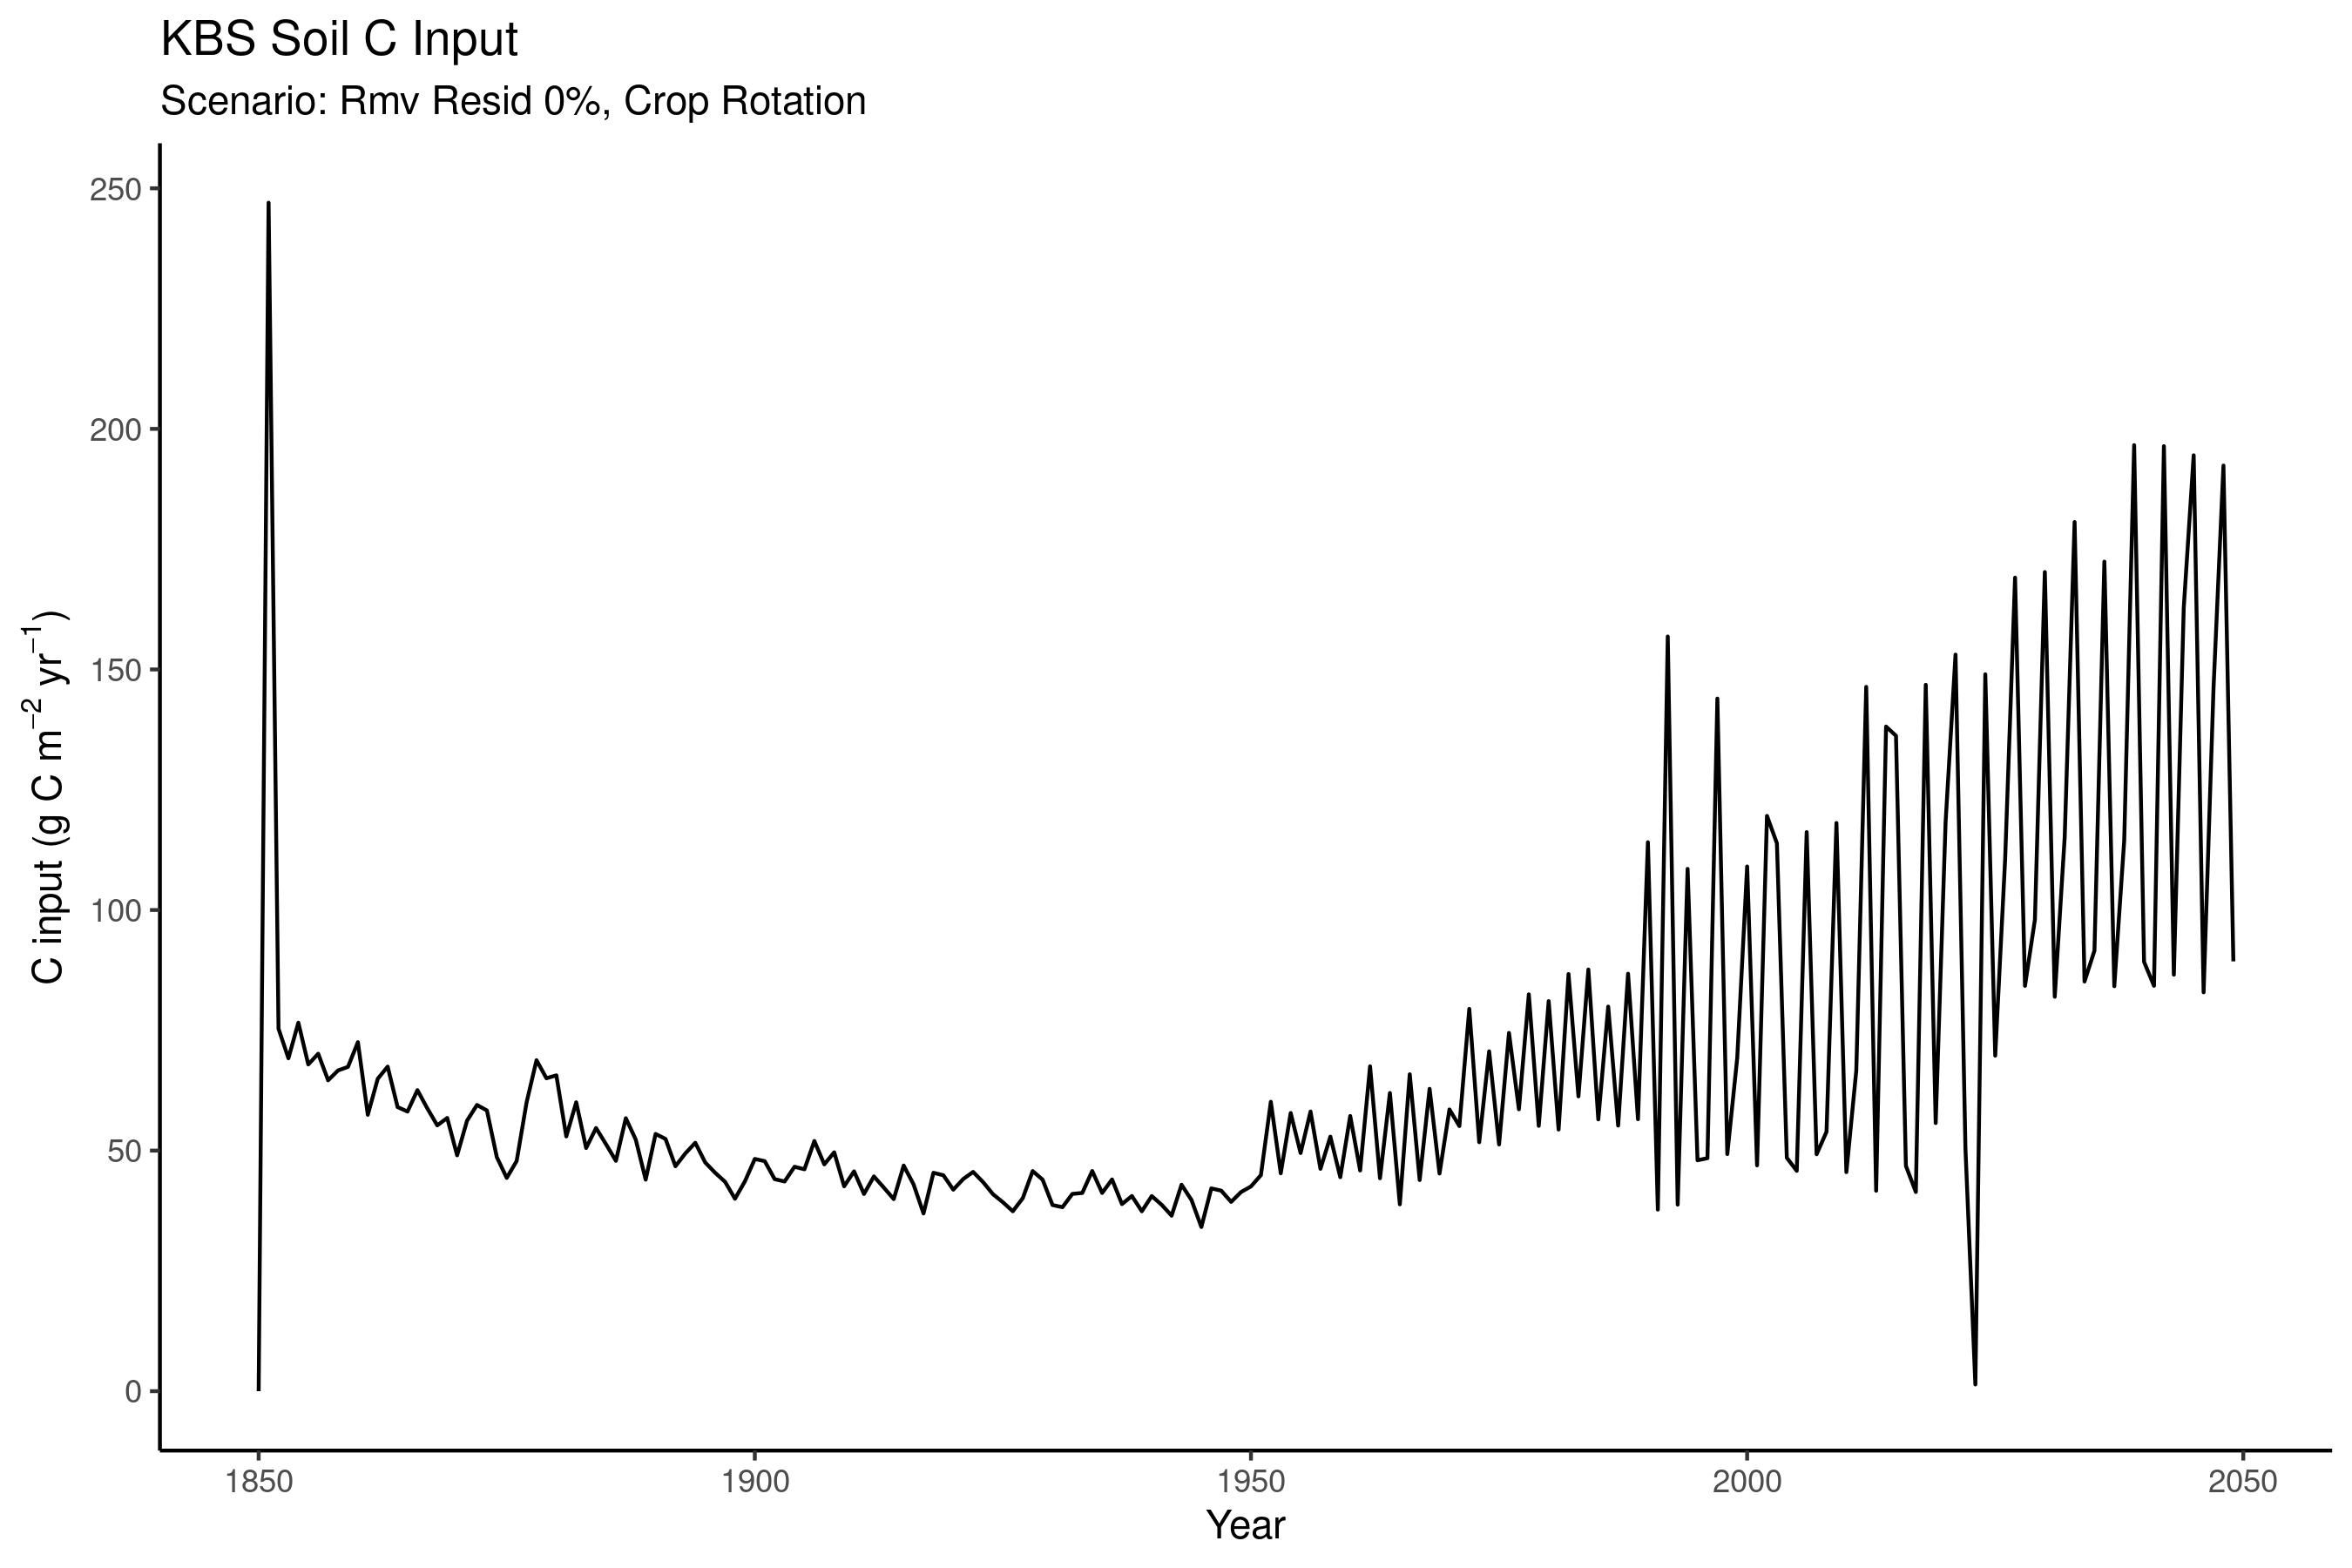 KBS Soil C Input
Scenario: Rmv Resid 0%, Crop Rotation
250
200
150
100
50
0
C input (g C m⁻² yr⁻¹)
1850 1900 1950 2000 2050
Year